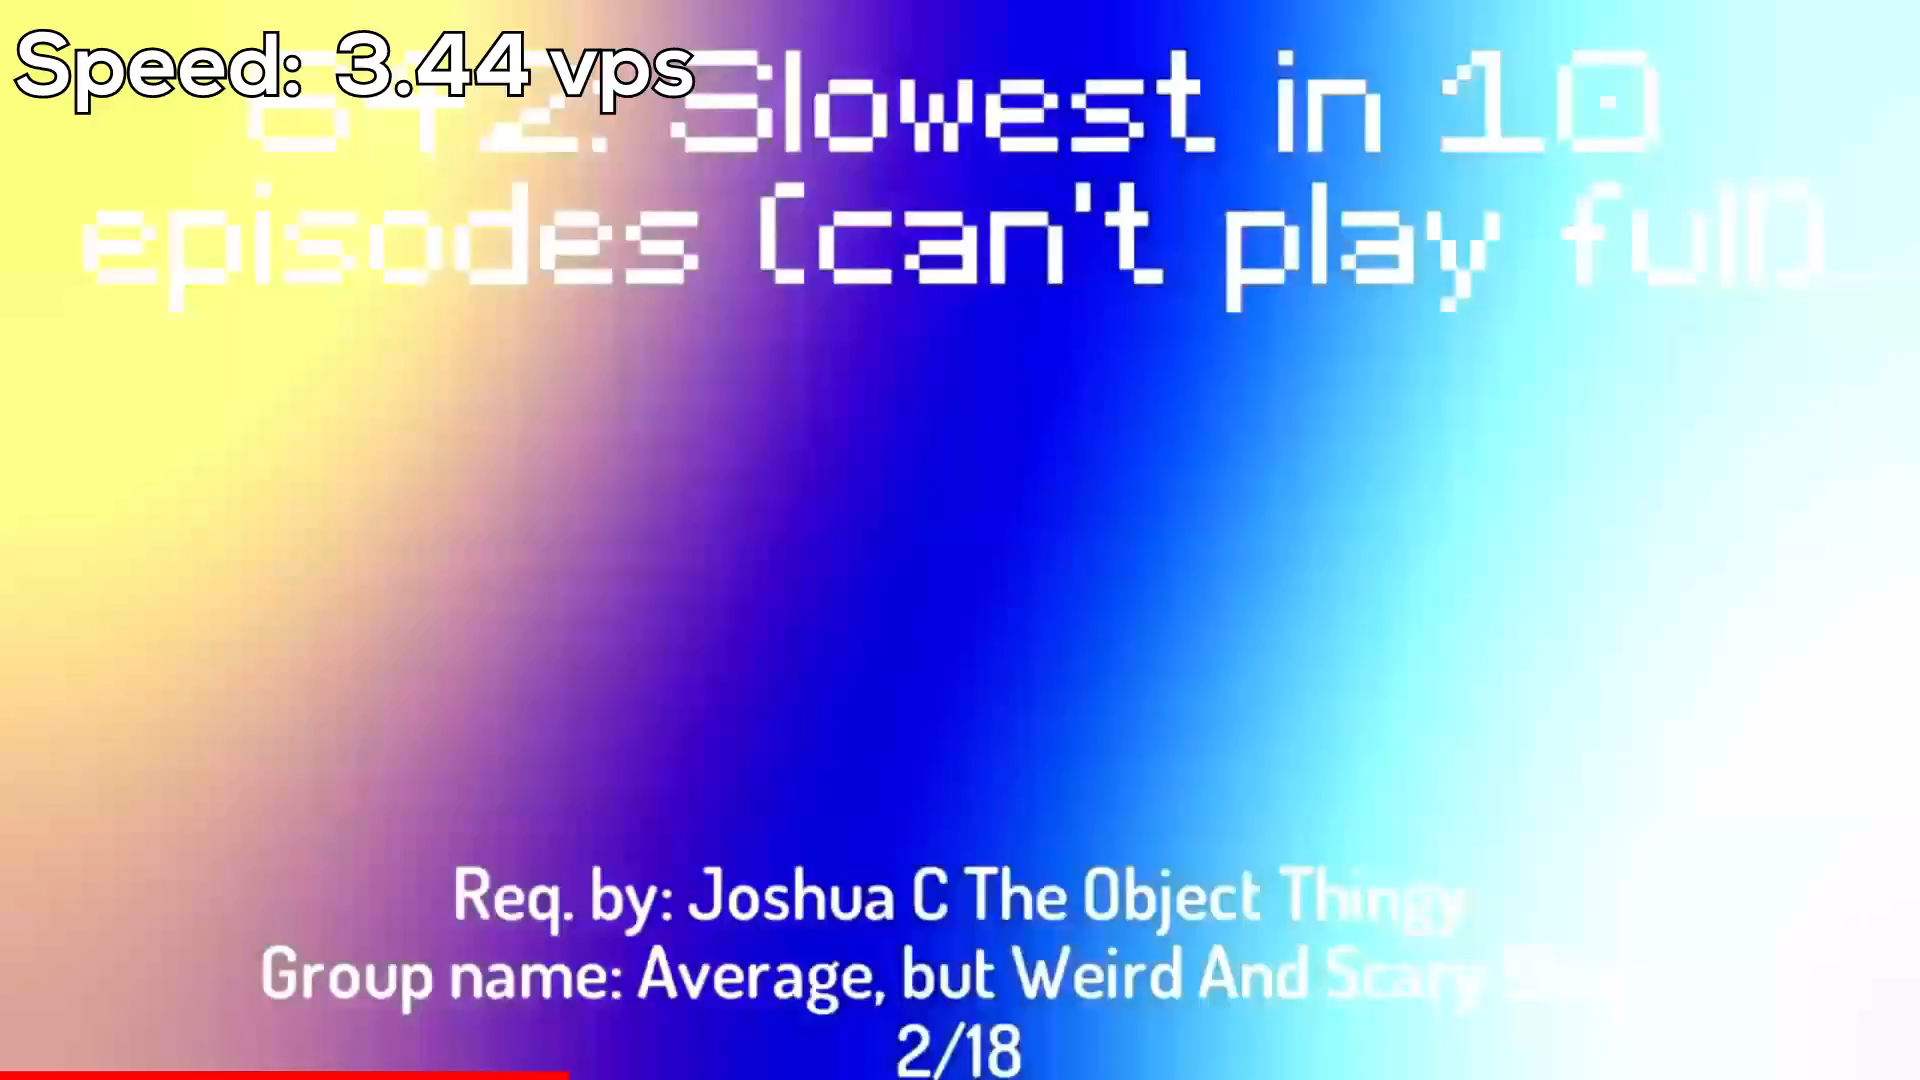 Speed: 3.44 vps
Slowest in 10
episodes (can't play full)
Req. by: Joshua C The Object Thingy
Group name: Average, but Weird And Scary
2/18